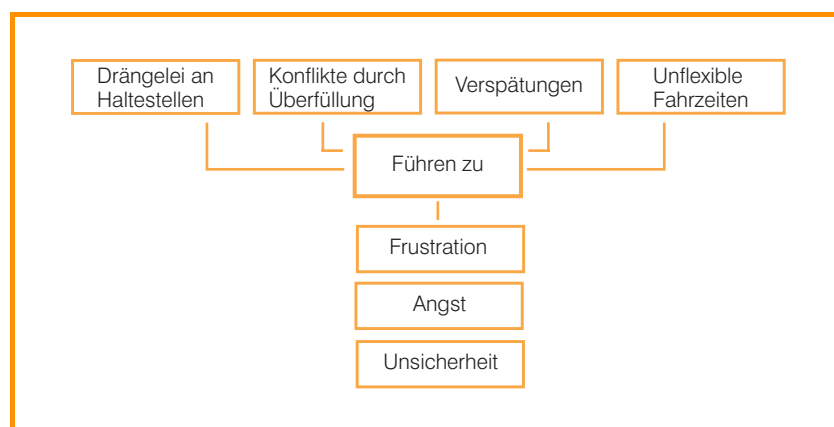 Drängelei an
Haltestellen
Konflikte durch
Überfüllung
Verspätungen
Unflexible
Fahrzeiten
Führen zu
Frustration
Angst
Unsicherheit